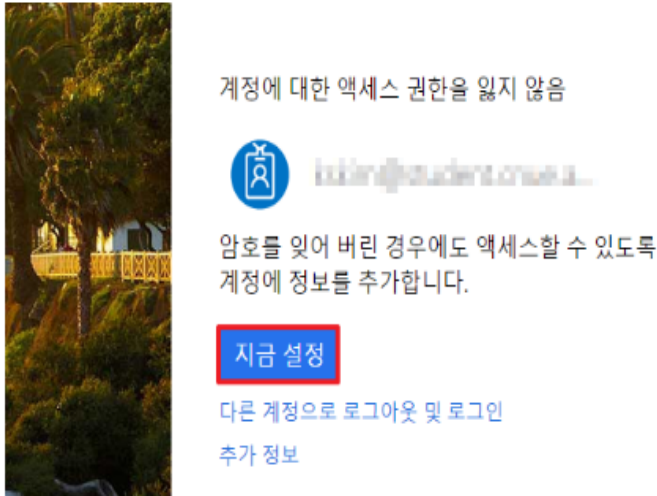 계정에 대한 액세스 권한을 잃지 않음
암호를 잊어 버린 경우에도 액세스할 수 있도록
계정에 정보를 추가합니다.
지금 설정
다른 계정으로 로그아웃 및 로그인
추가 정보